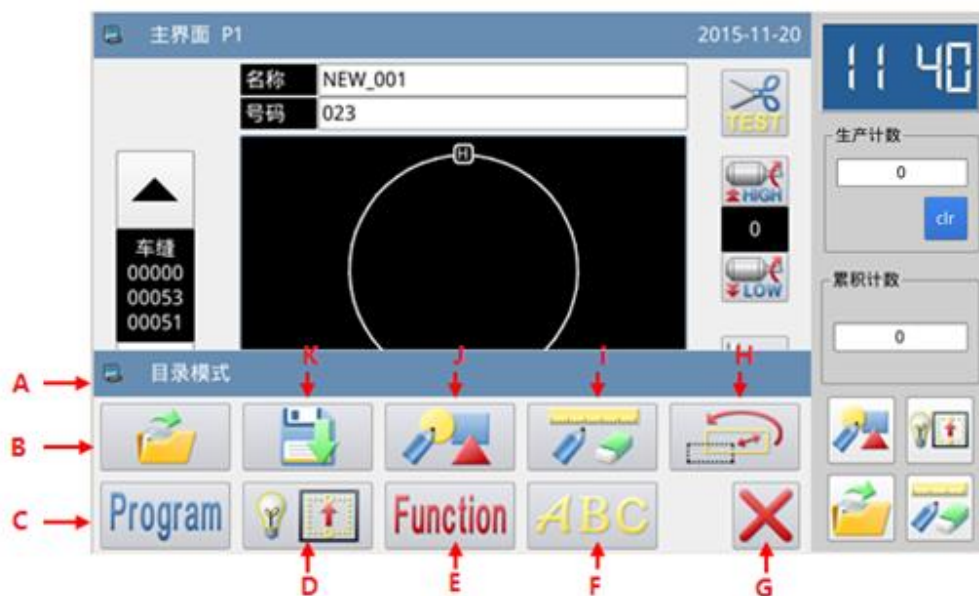 主界面 P1
2015-11-20
11 40
名称 NEW_001
号码 023
TEST
H
HIGH
0
LOW
车缝
00000
00053
00051
生产计数
0
clr
累积计数
0
K J i H
A 目录模式
B
C Program Function ABC
D E F G